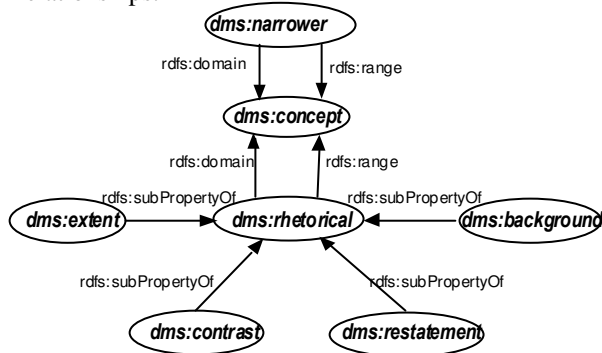 dms:narrower
rdfs:domain
rdfs:range
dms:concept
rdfs:domain
rdfs:range
rdfs:subPropertyOf
rdfs:subPropertyOf
dms:extent
dms:rhetorical
dms:background
rdfs:subPropertyOf
rdfs:subPropertyOf
dms:contrast
dms:restatement